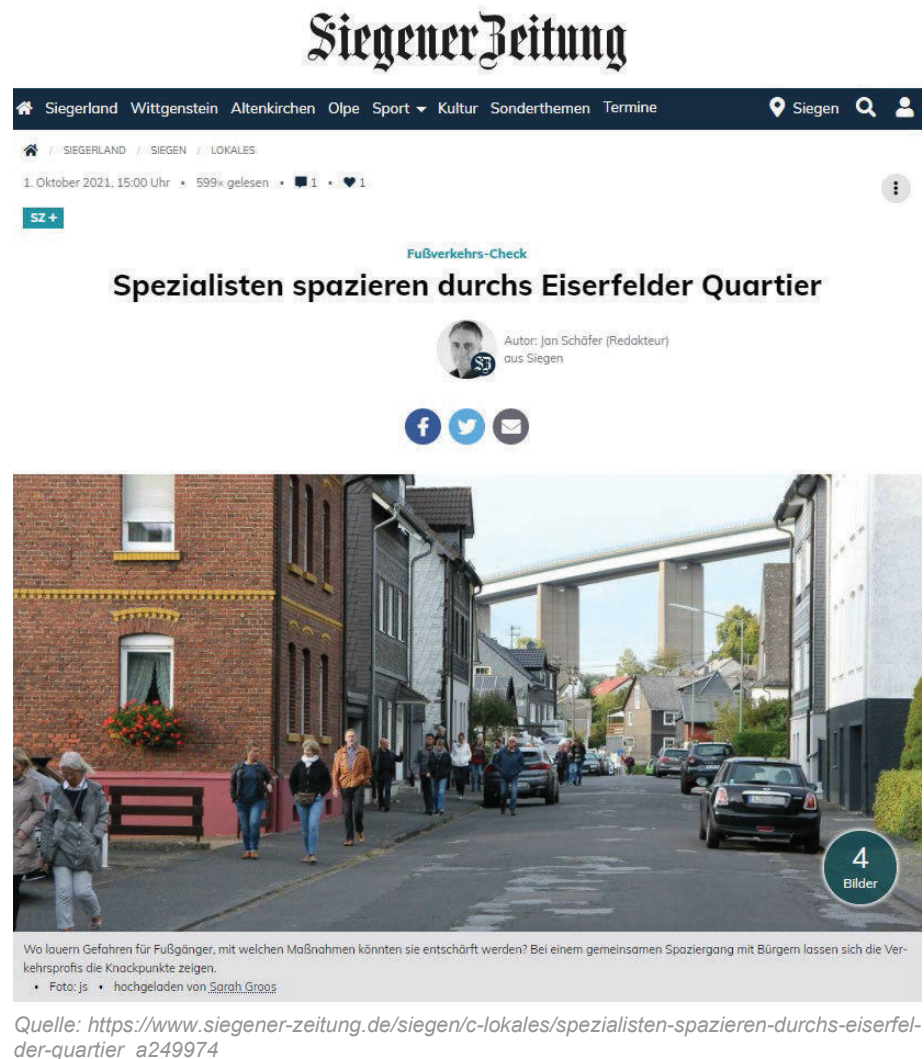 Siegener Zeitung
Siegerland Wittgenstein Altenkirchen Olpe Sport Kultur Sonderthemen Termine Siegen
/ SIEGERLAND / SIEGEN / LOKALES
1. Oktober 2021, 15:00 Uhr • 599× gelesen • 1 • 1
SZ+
Fußverkehrs-Check
Spezialisten spazieren durchs Eiserfelder Quartier
Autor: Jan Schäfer (Redakteur)
aus Siegen
SZ
4
Bilder
Wo lauern Gefahren für Fußgänger, mit welchen Maßnahmen könnten sie entschärft werden? Bei einem gemeinsamen Spaziergang mit Bürgern lassen sich die Ver-
kehrsprofis die Knackpunkte zeigen.
• Foto: js • hochgeladen von Sarah Groos
Quelle: https://www.siegener-zeitung.de/siegen/c-lokales/spezialisten-spazieren-durchs-eiserfel-
der-quartier_a249974